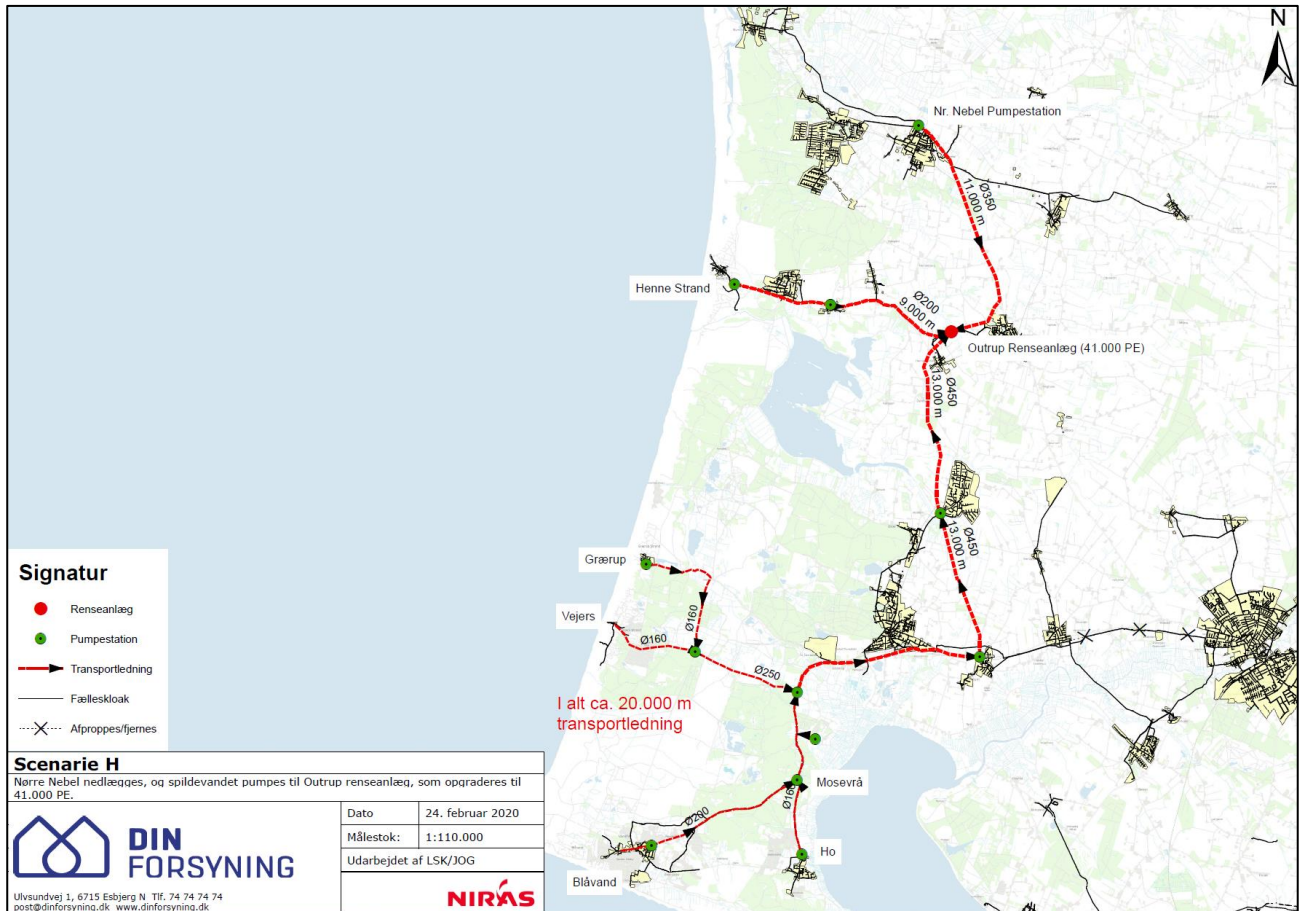 N
Nr. Nebel Pumpestation
Ø350
11.000 m
Henne Strand
Ø200
9.000 m
Outrup Renseanlæg (41.000 PE)
Ø450
13.000 m
Ø450
13.000 m
Grærup
Vejers
Ø160
Ø160
Ø250
I alt ca. 20.000 m
transportledning
Mosevrå
Ø160
Ø200
Ho
Blåvand
Signatur
Renseanlæg
Pumpestation
Transportledning
Fælleskloak
Afproppes/fjernes
Scenarie H
Nørre Nebel nedlægges, og spildevandet pumpes til Outrup renseanlæg, som opgraderes til
41.000 PE.
DIN
FORSYNING
Dato 24. februar 2020
Målestok: 1:110.000
Udarbejdet af LSK/JOG
NIRÁS
Ulvsundvej 1, 6715 Esbjerg N Tlf. 74 74 74 74
post@dinforsyning.dk www.dinforsyning.dk